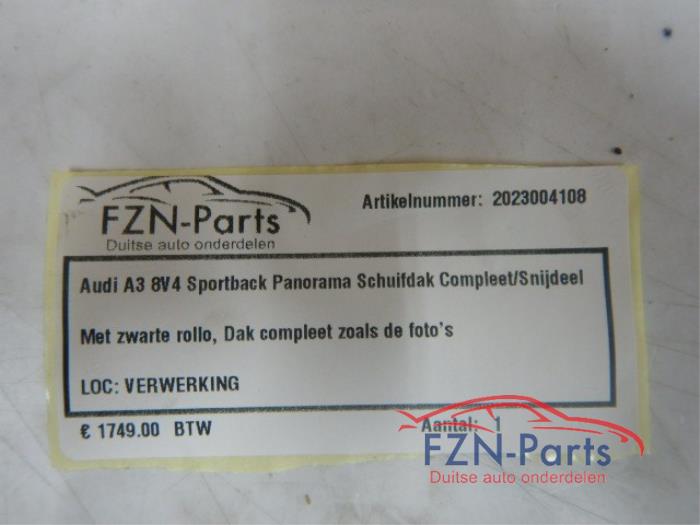 FZN-Parts
Duitse auto onderdelen
Artikelnummer: 2023004108
Audi A3 8V4 Sportback Panorama Schuifdak Compleet/Snijdeel
Met zwarte rollo, Dak compleet zoals de foto's
LOC: VERWERKING
€ 1749.00 BTW
Aantal: 1
FZN-Parts
Duitse auto onderdelen